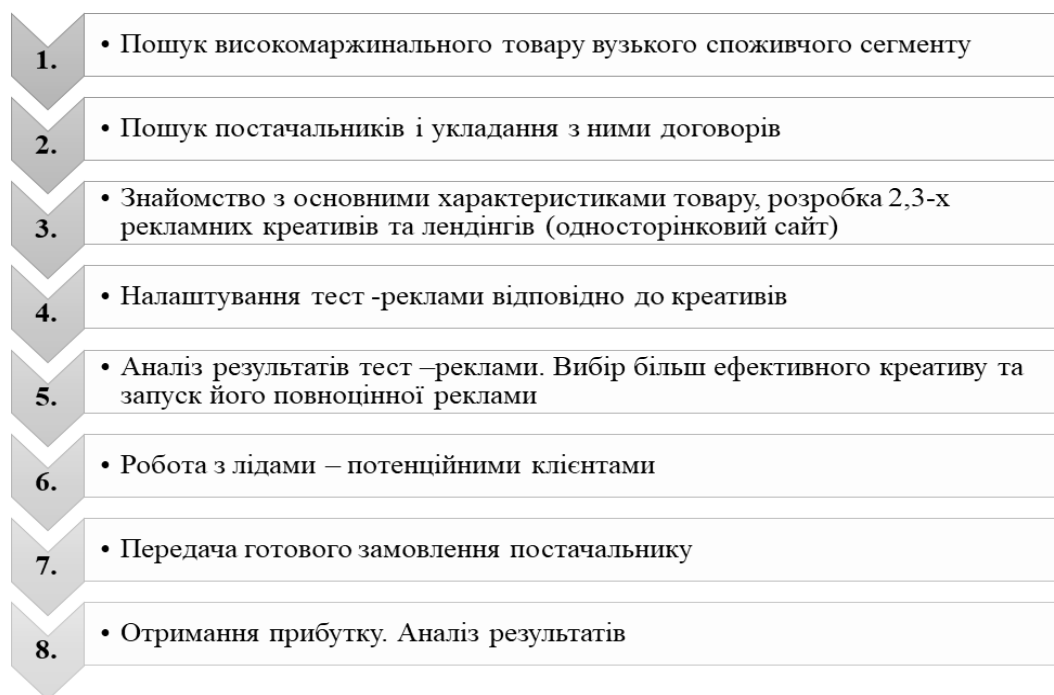 1.
• Пошук високомаржинального товару вузького споживчого сегменту
2.
• Пошук постачальників і укладання з ними договорів
3.
• Знайомство з основними характеристиками товару, розробка 2,3-х
рекламних креативів та лендінгів (односторінковий сайт)
4.
• Налаштування тест -реклами відповідно до креативів
5.
• Аналіз результатів тест –реклами. Вибір більш ефективного креативу та
запуск його повноцінної реклами
6.
• Робота з лідами – потенційними клієнтами
7.
• Передача готового замовлення постачальнику
8.
• Отримання прибутку. Аналіз результатів